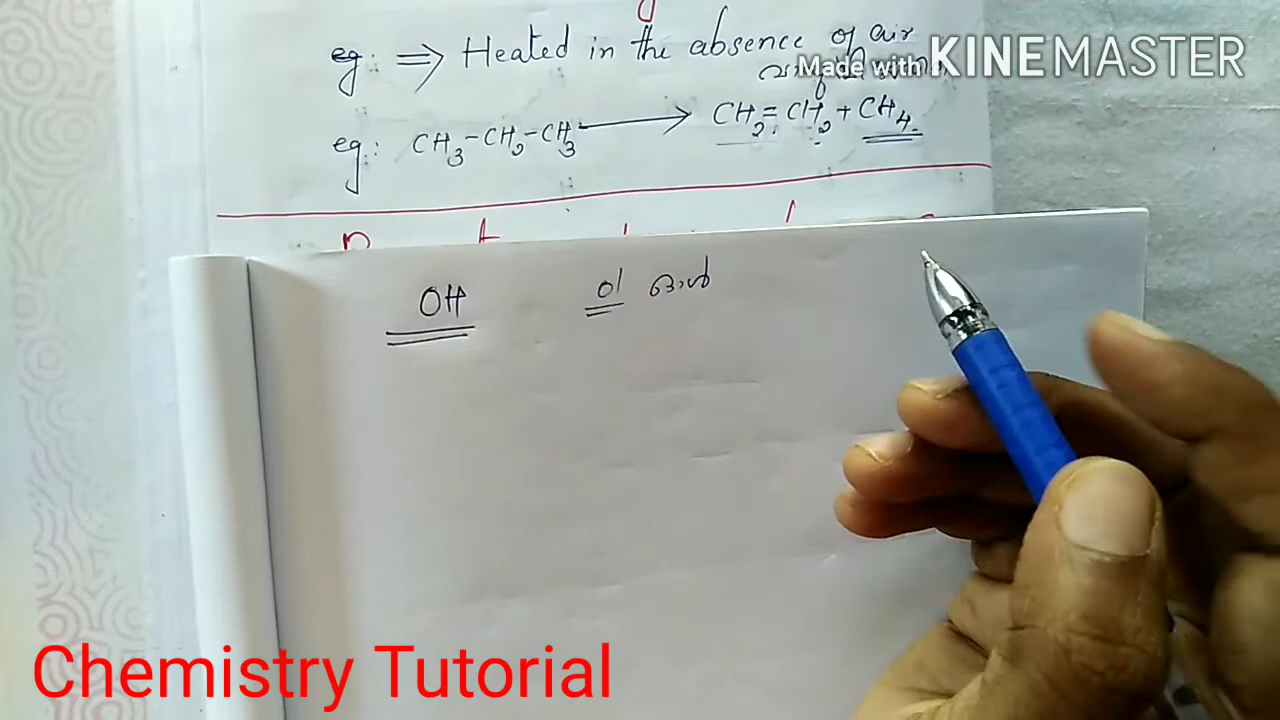 eg: ⇒ Heated in the absence of air
Made with KINEMASTER
eg: CH₃-CH₂-CH₃ ⟶ CH₂=CH₂ + CH₄
OH ol ഓൾ
Chemistry Tutorial